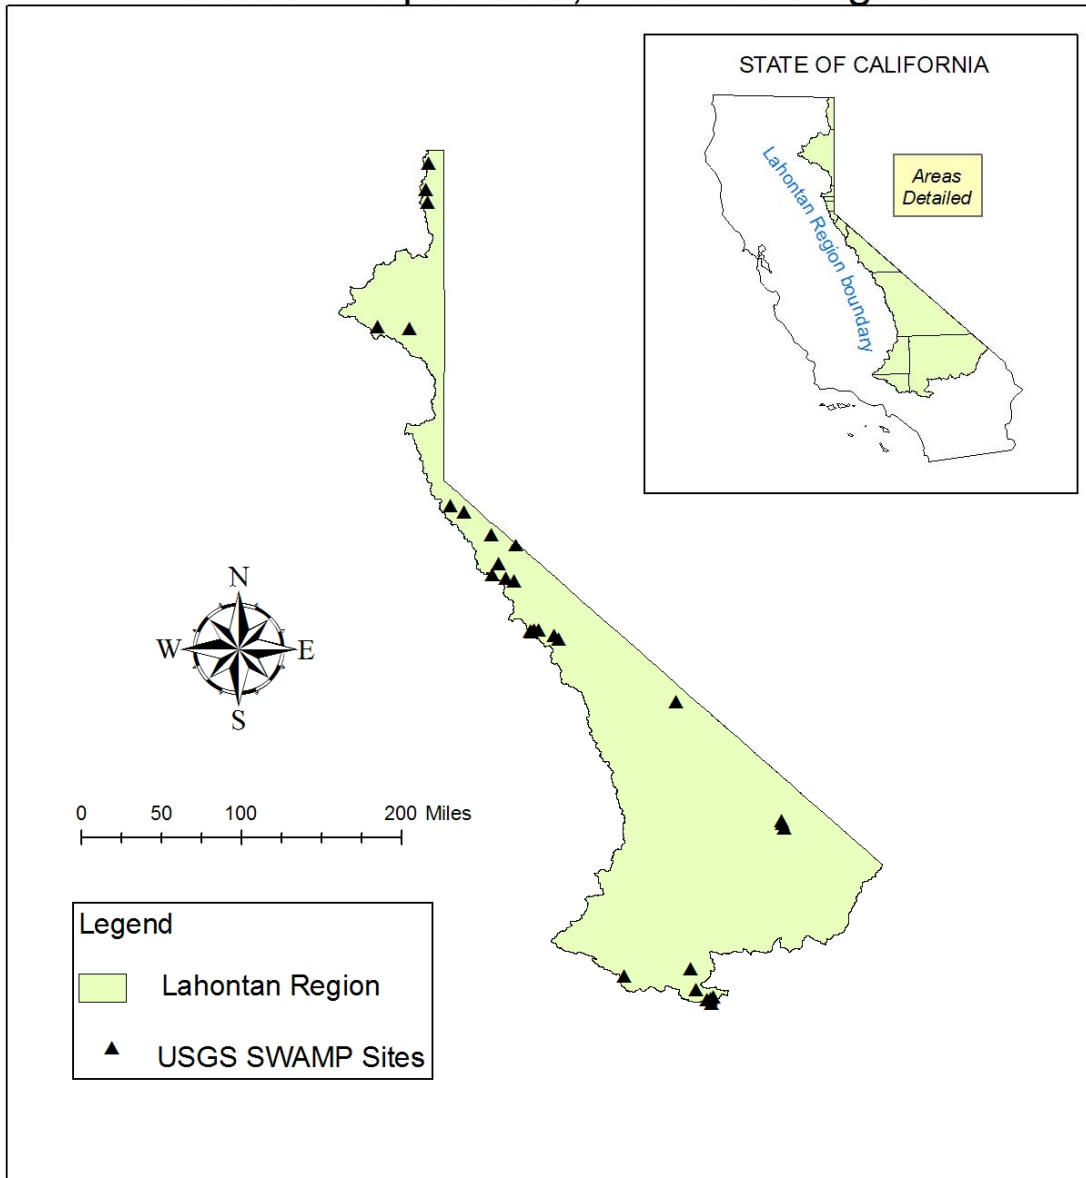 STATE OF CALIFORNIA
Areas
Detailed
Lahontan Region boundary
N
W E
S
0 50 100 200 Miles
Legend
Lahontan Region
USGS SWAMP Sites